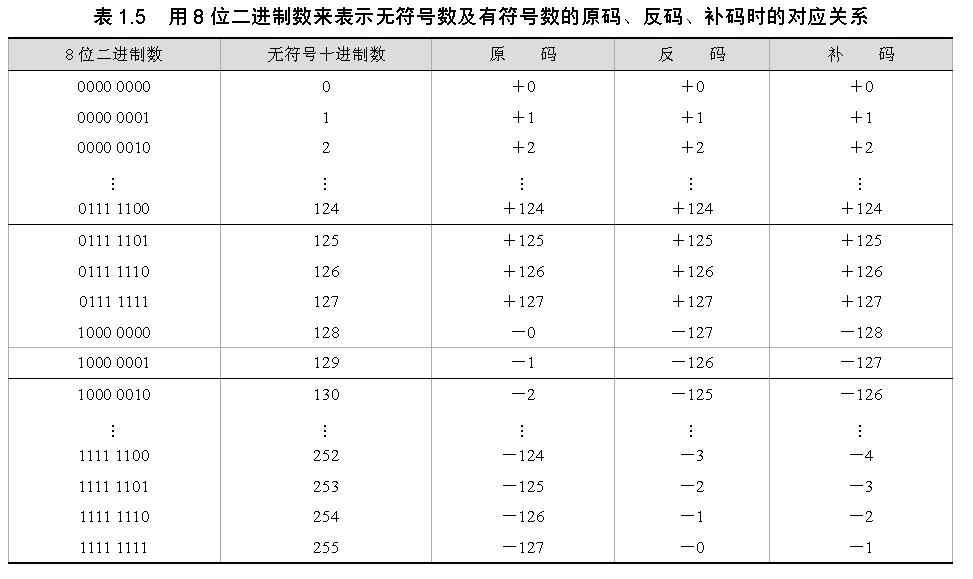 表 1.5 用 8 位二进制数来表示无符号数及有符号数的原码、反码、补码时的对应关系
8 位二进制数 无符号十进制数 原 码 反 码 补 码
0000 0000 0 +0 +0 +0
0000 0001 1 +1 +1 +1
0000 0010 2 +2 +2 +2
⋮ ⋮ ⋮ ⋮ ⋮
0111 1100 124 +124 +124 +124
0111 1101 125 +125 +125 +125
0111 1110 126 +126 +126 +126
0111 1111 127 +127 +127 +127
1000 0000 128 −0 −127 −128
1000 0001 129 −1 −126 −127
1000 0010 130 −2 −125 −126
⋮ ⋮ ⋮ ⋮ ⋮
1111 1100 252 −124 −3 −4
1111 1101 253 −125 −2 −3
1111 1110 254 −126 −1 −2
1111 1111 255 −127 −0 −1